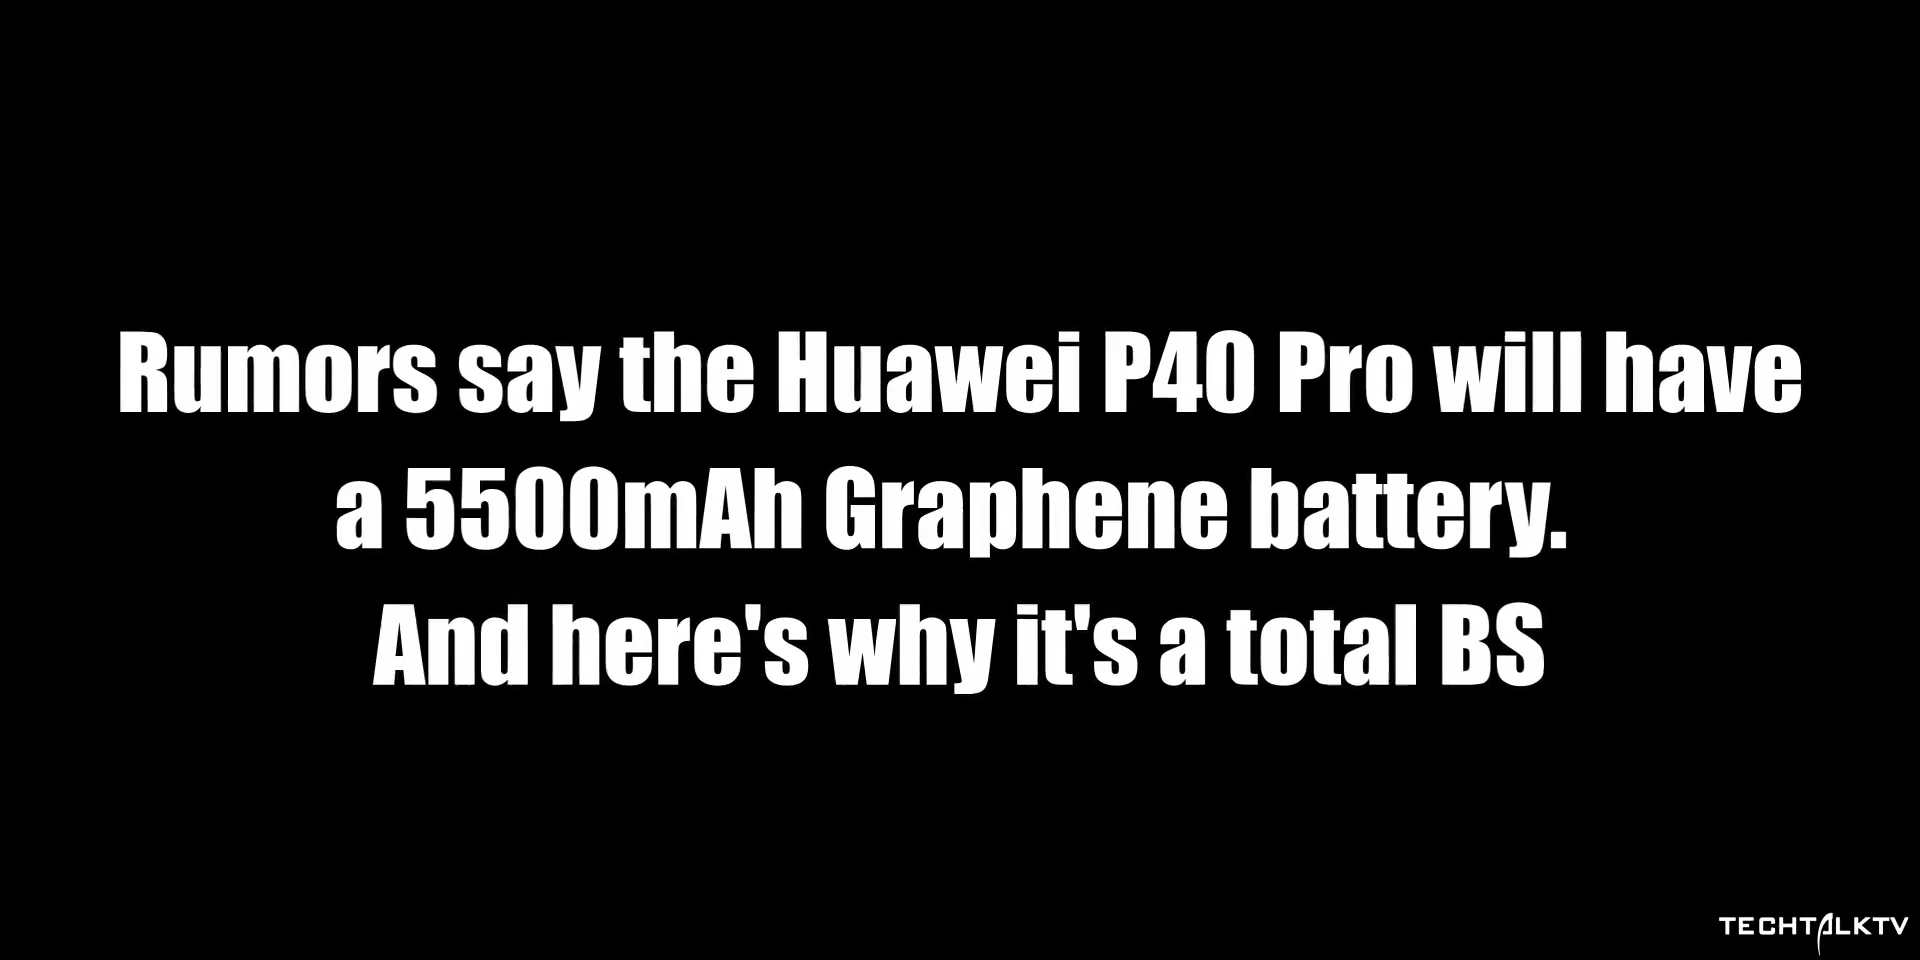 Rumors say the Huawei P40 Pro will have
a 5500mAh Graphene battery.
And here's why it's a total BS
TECHTALKTV